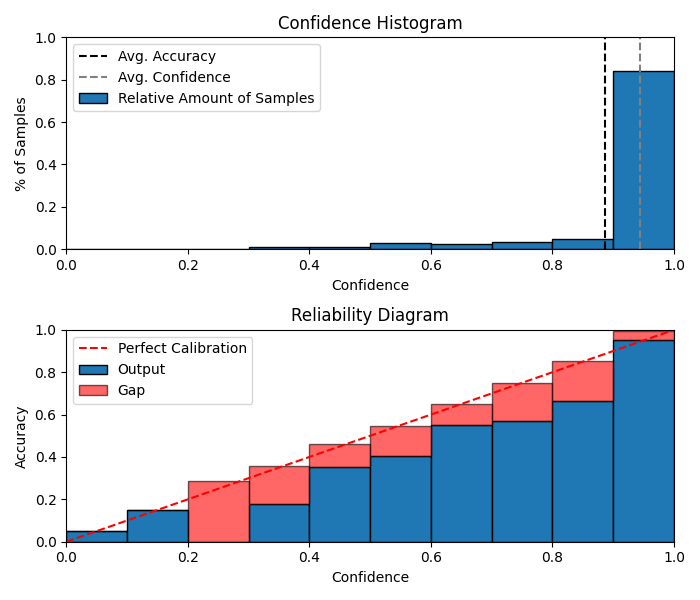 Confidence Histogram
1.0
0.8
0.6
0.4
0.2
0.0
% of Samples
Avg. Accuracy
Avg. Confidence
Relative Amount of Samples
0.0 0.2 0.4 0.6 0.8 1.0
Confidence
Reliability Diagram
1.0
0.8
0.6
0.4
0.2
0.0
Accuracy
Perfect Calibration
Output
Gap
0.0 0.2 0.4 0.6 0.8 1.0
Confidence